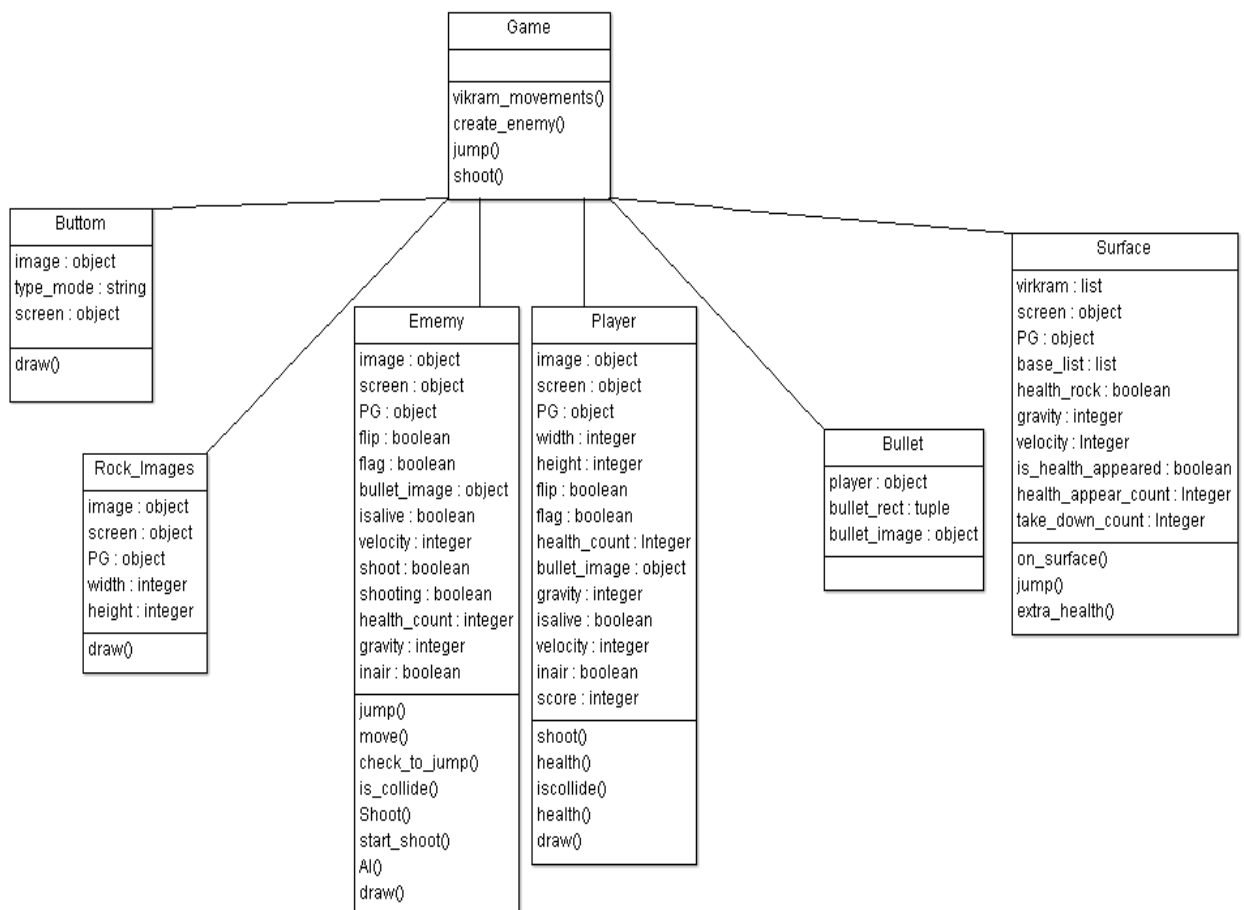 Game
vikram_movements()
create_enemy()
jump()
shoot()
Buttom
image : object
type_mode : string
screen : object
draw()
Rock_Images
image : object
screen : object
PG : object
width : integer
height : integer
draw()
Ememy
image : object
screen : object
PG : object
flip : boolean
flag : boolean
bullet_image : object
isalive : boolean
velocity : integer
shoot : boolean
shooting : boolean
health_count : integer
gravity : integer
inair : boolean
jump()
move()
check_to_jump()
is_collide()
Shoot()
start_shoot()
AI()
draw()
Player
image : object
screen : object
PG : object
width : integer
height : integer
flip : boolean
flag : boolean
health_count : Integer
bullet_image : object
gravity : integer
isalive : boolean
velocity : integer
inair : boolean
score : integer
shoot()
health()
iscollide()
health()
draw()
Bullet
player : object
bullet_rect : tuple
bullet_image : object
Surface
virkram : list
screen : object
PG : object
base_list : list
health_rock : boolean
gravity : integer
velocity : Integer
is_health_appeared : boolean
health_appear_count : Integer
take_down_count : Integer
on_surface()
jump()
extra_health()